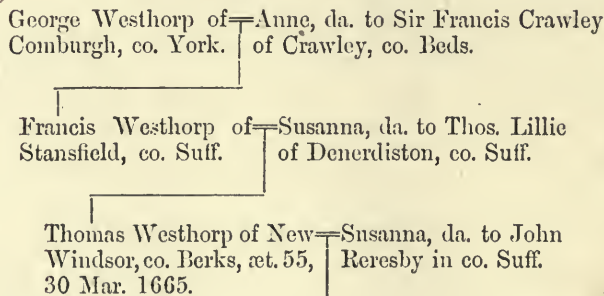 George Westhorp of Anne, da. to Sir Francis Crawley
Comburgh, co. York. of Crawley, co. Beds.
Francis Westhorp of Susanna, da. to Thos. Lillie
Stansfield, co. Suff. of Denerdiston, co. Suff.
Thomas Westhorp of New Susanna, da. to John
Windsor, co. Berks, æt. 55, Reresby in co. Suff.
30 Mar. 1665.